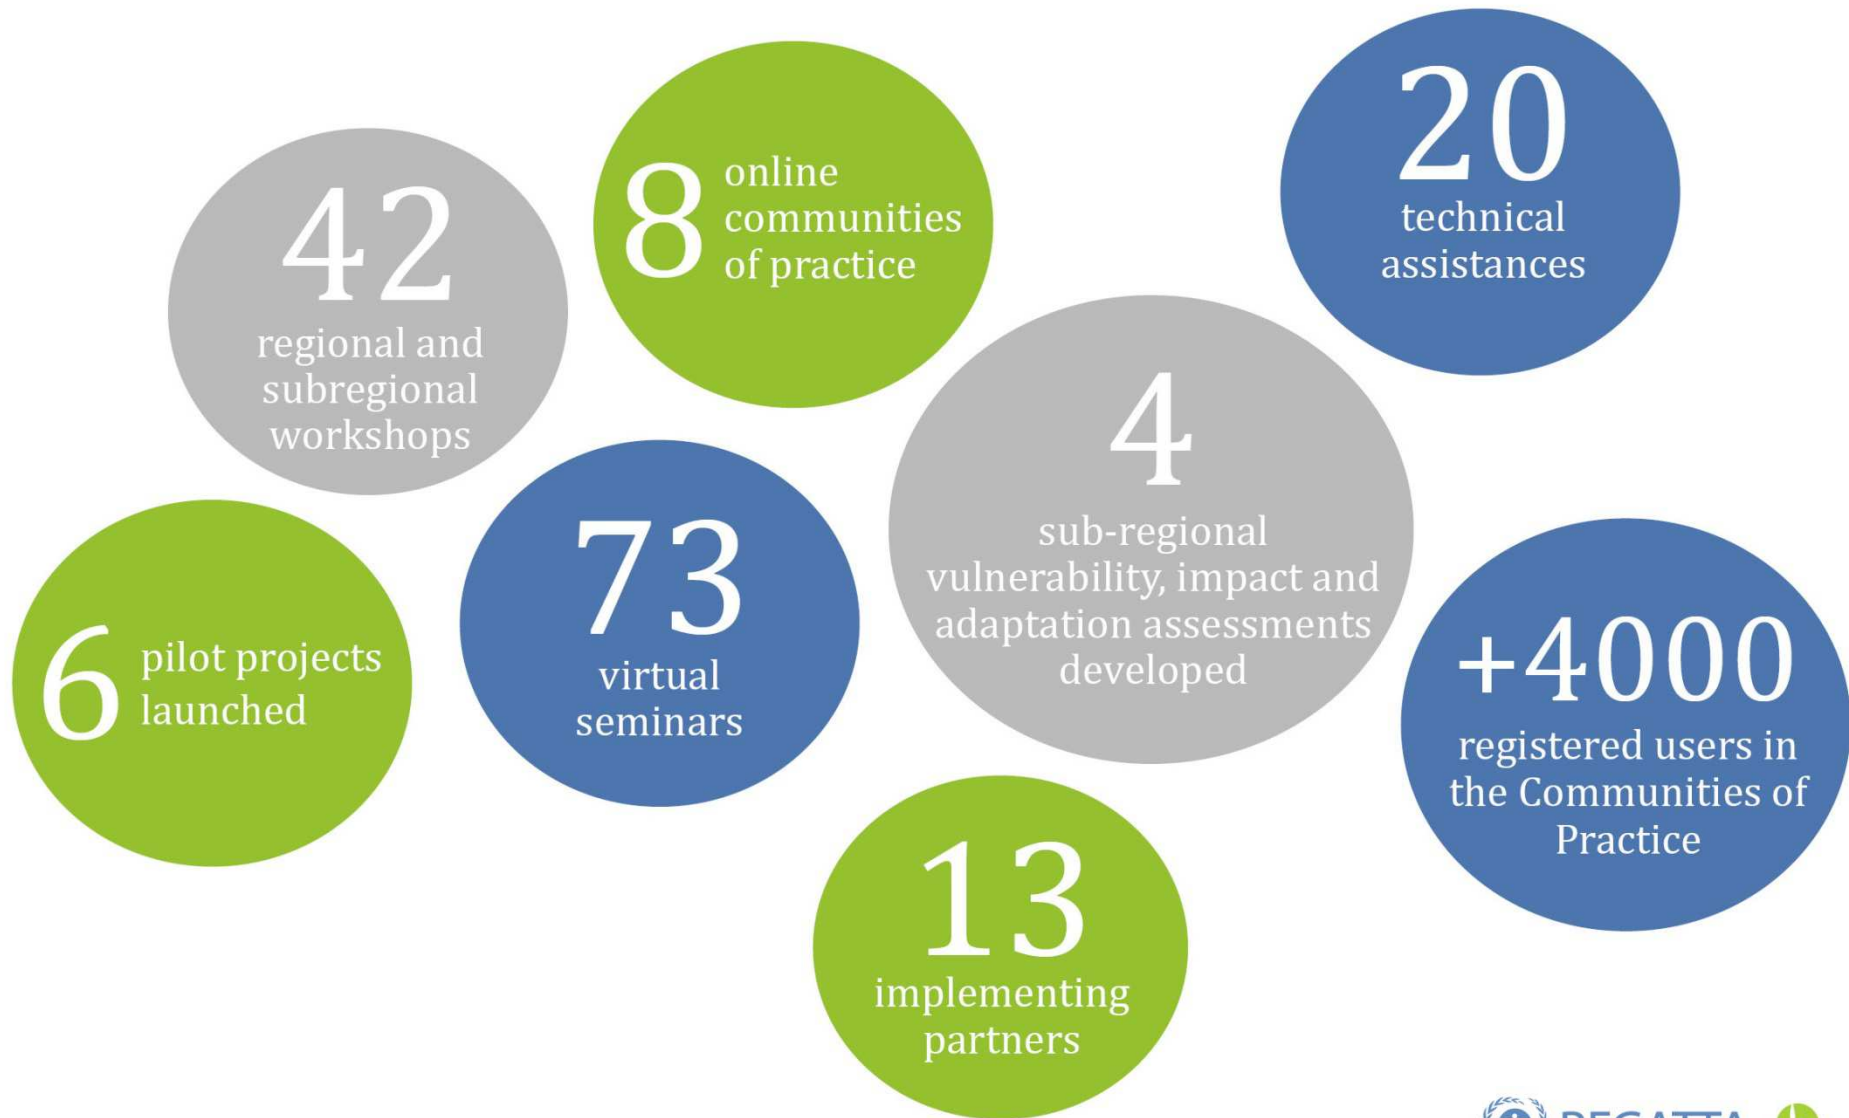 42
regional and
subregional
workshops
8
online
communities
of practice
20
technical
assistances
6
pilot projects
launched
73
virtual
seminars
4
sub-regional
vulnerability, impact and
adaptation assessments
developed
+4000
registered users in
the Communities of
Practice
13
implementing
partners
REGATTA